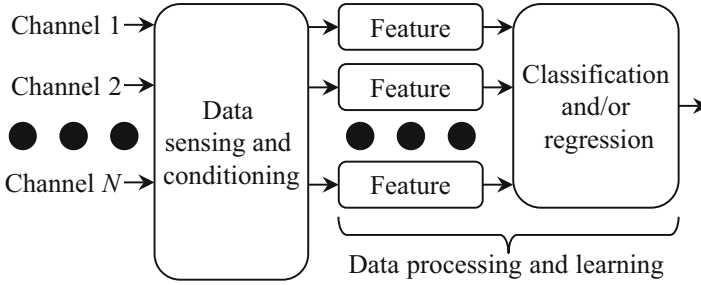 Channel 1
Channel 2
Channel N
Data
sensing and
conditioning
Feature
Feature
Feature
Classification
and/or
regression
Data processing and learning